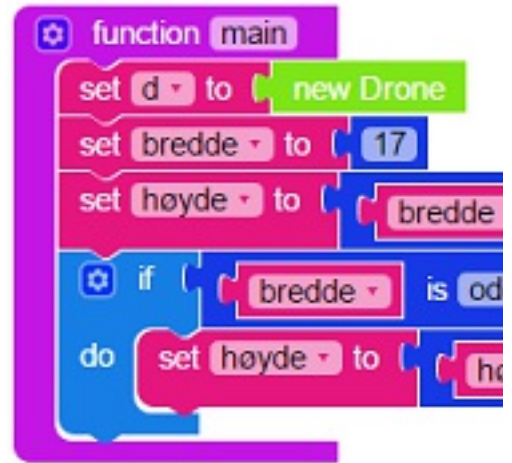 function main
set d to new Drone
set bredde to 17
set høyde to bredde
if bredde is
do set høyde to